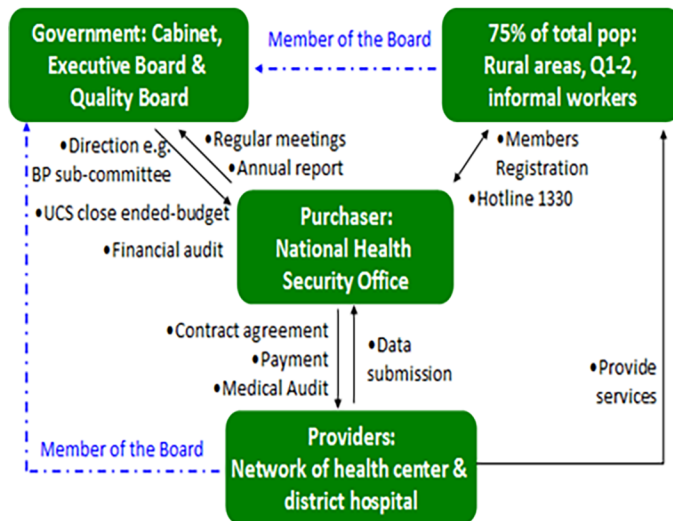 Government: Cabinet,
Executive Board &
Quality Board
Member of the Board
75% of total pop:
Rural areas, Q1-2,
informal workers
•Direction e.g.
BP sub-committee
•UCS close ended-budget
•Financial audit
•Regular meetings
•Annual report
•Members
Registration
•Hotline 1330
Purchaser:
National Health
Security Office
•Contract agreement
•Payment
•Medical Audit
•Data
submission
•Provide
services
Member of the Board
Providers:
Network of health center &
district hospital